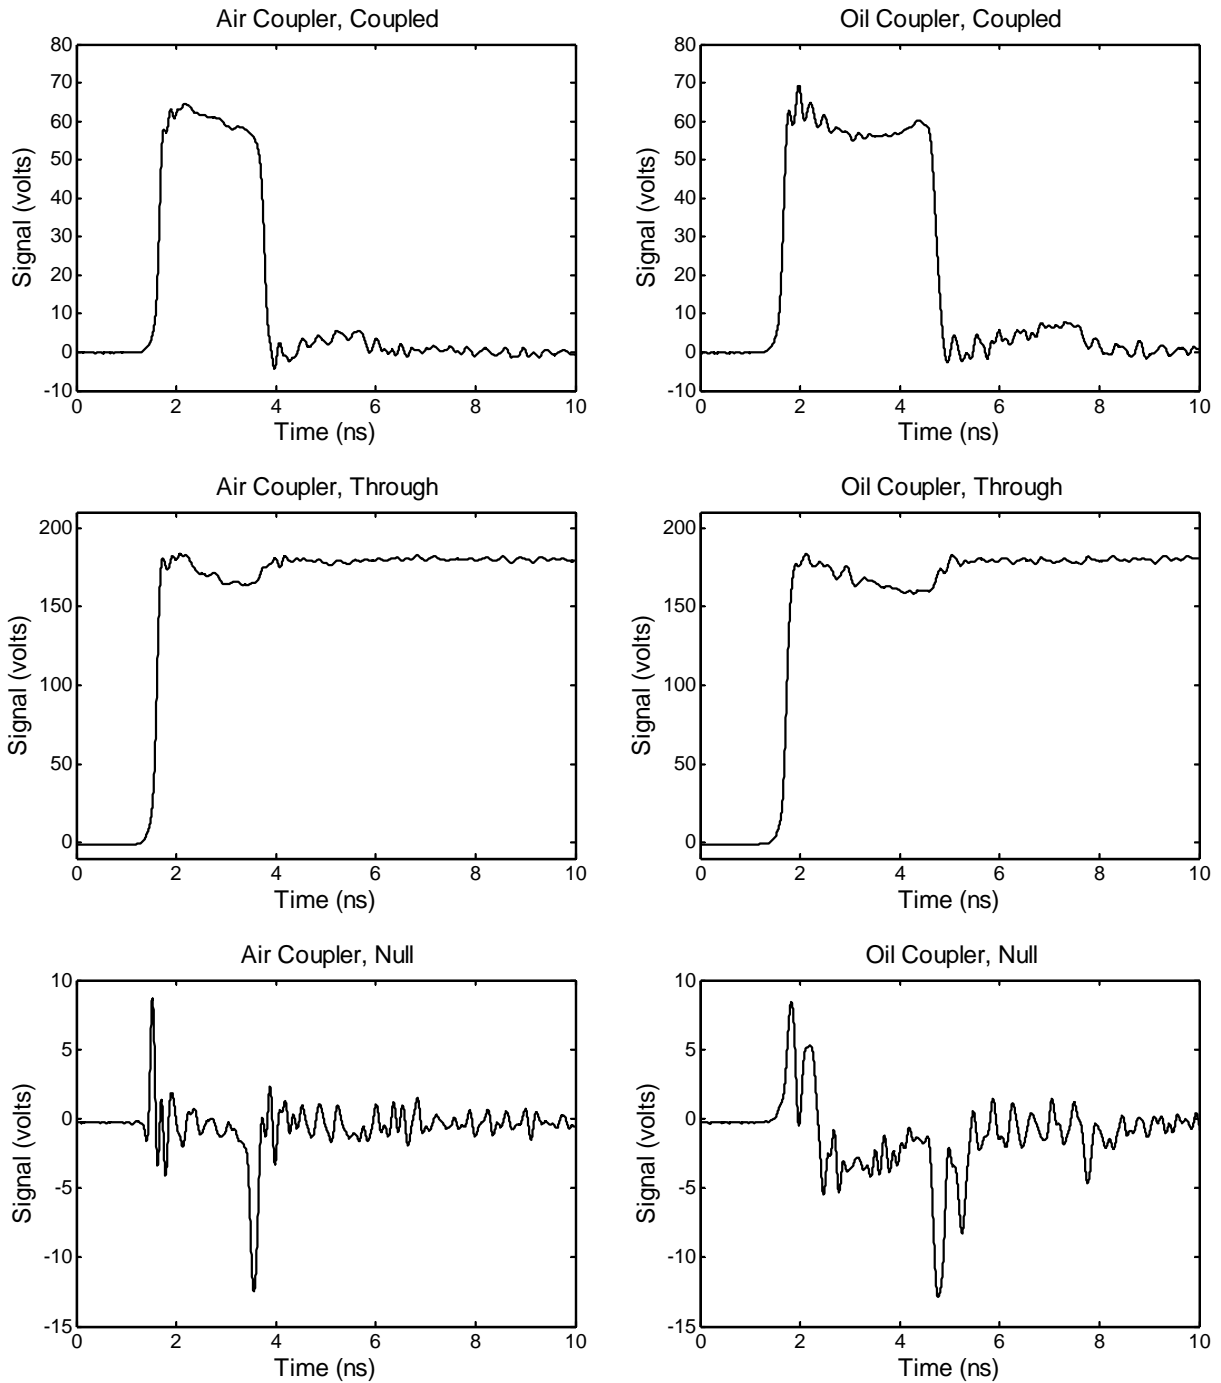 Air Coupler, Coupled
Signal (volts)
80
70
60
50
40
30
20
10
0
-10
0 2 4 6 8 10
Time (ns)
Oil Coupler, Coupled
Signal (volts)
80
70
60
50
40
30
20
10
0
-10
0 2 4 6 8 10
Time (ns)
Air Coupler, Through
Signal (volts)
200
150
100
50
0
0 2 4 6 8 10
Time (ns)
Oil Coupler, Through
Signal (volts)
200
150
100
50
0
0 2 4 6 8 10
Time (ns)
Air Coupler, Null
Signal (volts)
10
5
0
-5
-10
-15
0 2 4 6 8 10
Time (ns)
Oil Coupler, Null
Signal (volts)
10
5
0
-5
-10
-15
0 2 4 6 8 10
Time (ns)